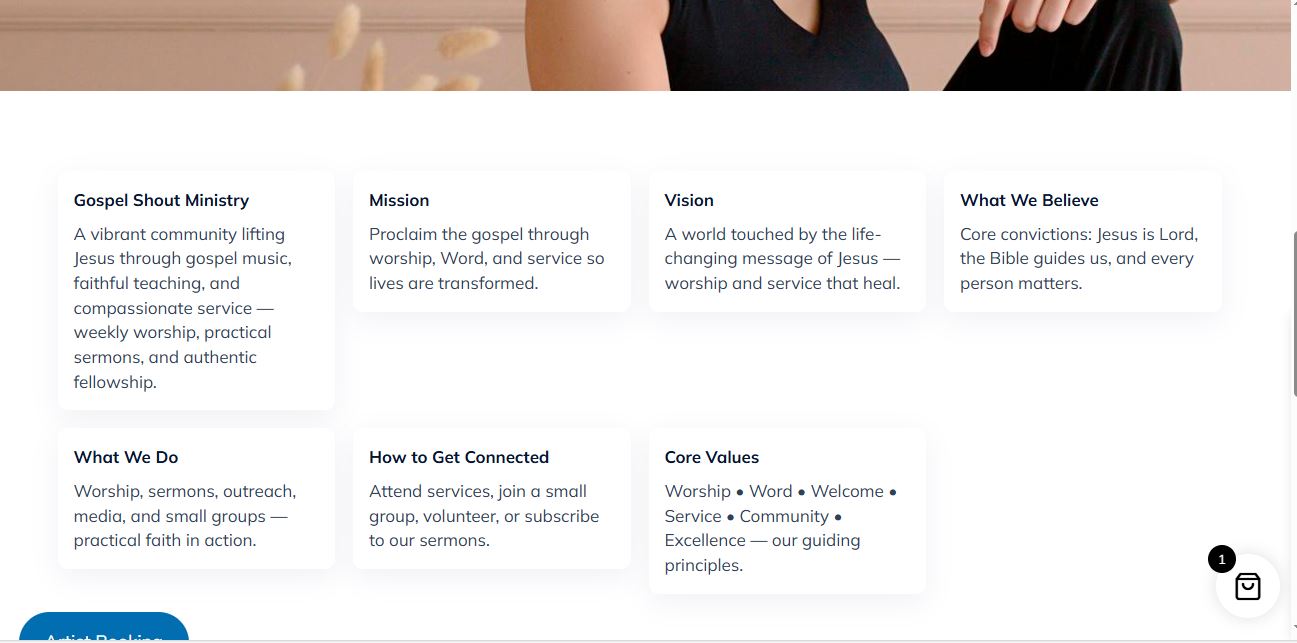 Gospel Shout Ministry
A vibrant community lifting
Jesus through gospel music,
faithful teaching, and
compassionate service —
weekly worship, practical
sermons, and authentic
fellowship.
Mission
Proclaim the gospel through
worship, Word, and service so
lives are transformed.
Vision
A world touched by the life-
changing message of Jesus —
worship and service that heal.
What We Believe
Core convictions: Jesus is Lord,
the Bible guides us, and every
person matters.
What We Do
Worship, sermons, outreach,
media, and small groups —
practical faith in action.
How to Get Connected
Attend services, join a small
group, volunteer, or subscribe
to our sermons.
Core Values
Worship • Word • Welcome •
Service • Community •
Excellence — our guiding
principles.
1
Artist Booking